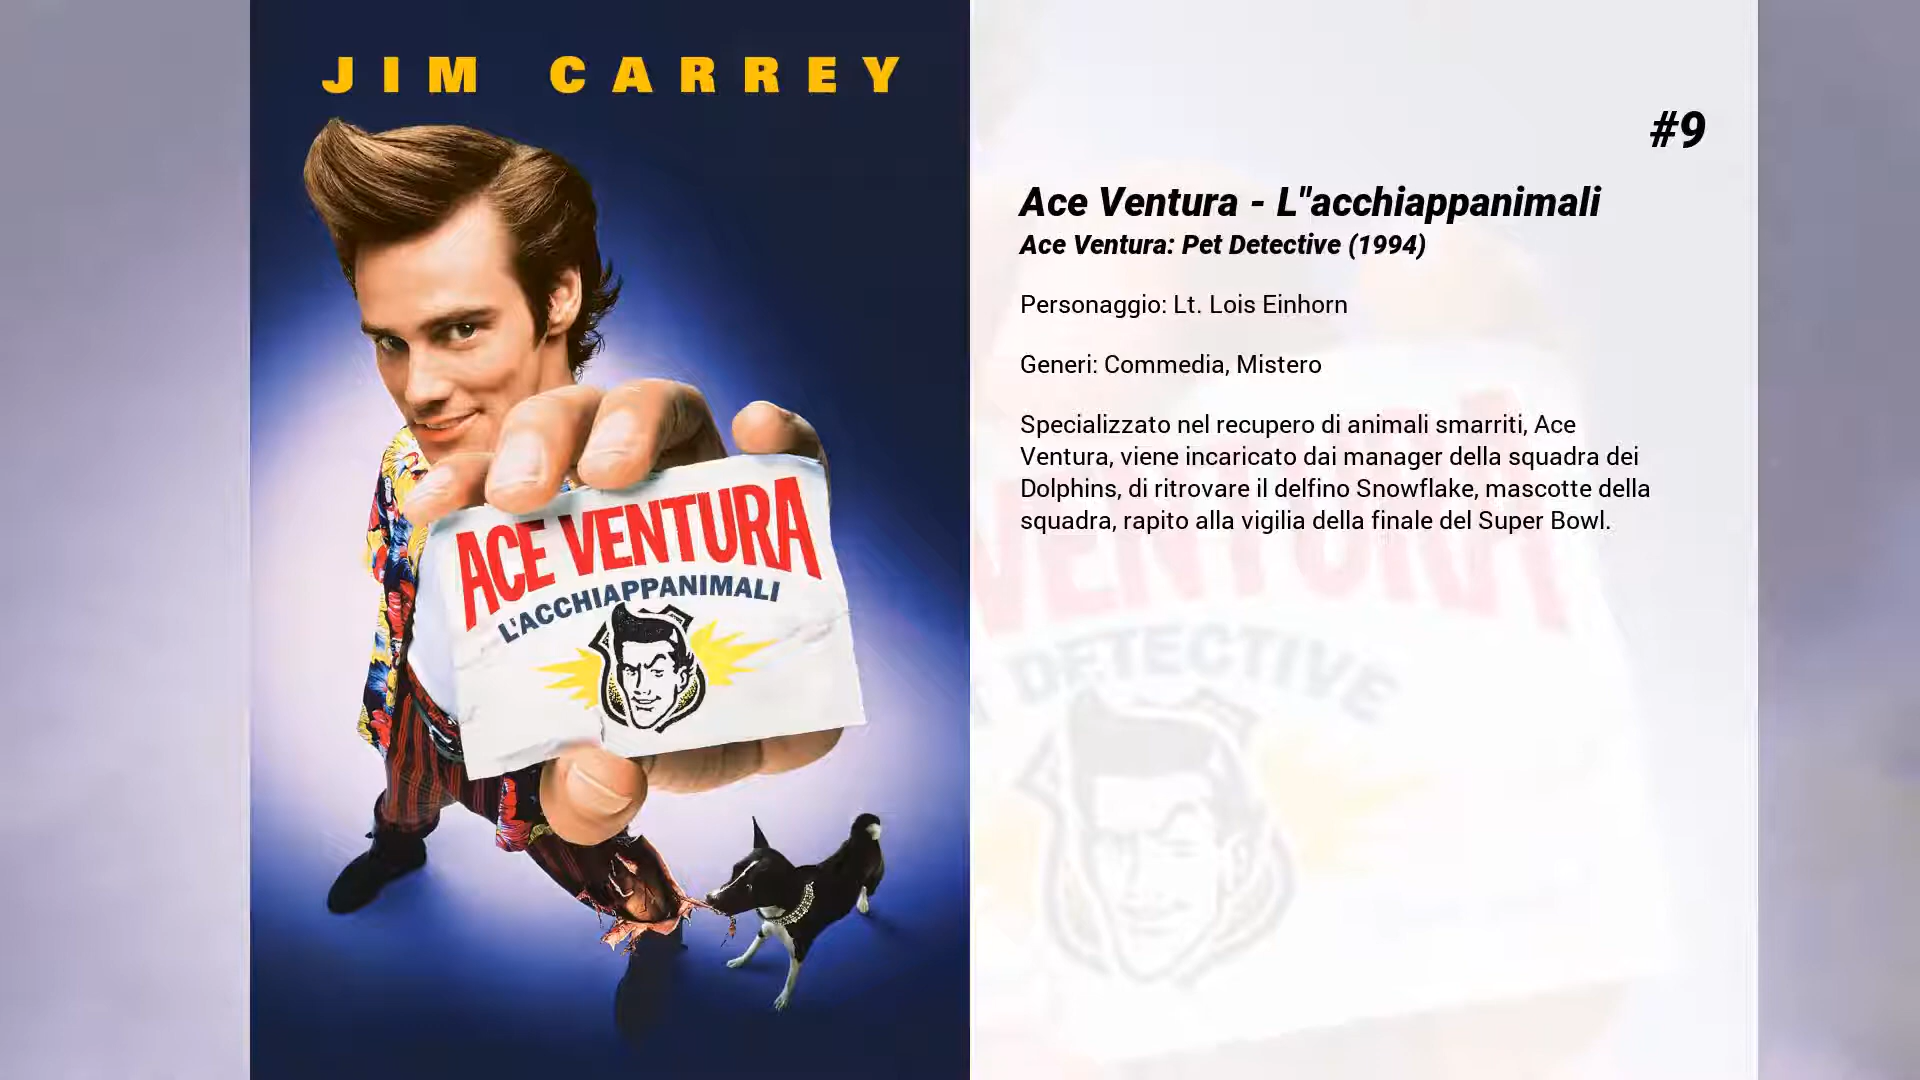 JIM CARREY
ACE VENTURA
L'ACCHIAPPANIMALI
#9
Ace Ventura - L"acchiappanimali
Ace Ventura: Pet Detective (1994)
Personaggio: Lt. Lois Einhorn
Generi: Commedia, Mistero
Specializzato nel recupero di animali smarriti, Ace
Ventura, viene incaricato dai manager della squadra dei
Dolphins, di ritrovare il delfino Snowflake, mascotte della
squadra, rapito alla vigilia della finale del Super Bowl.
VENTURA
DETECTIVE